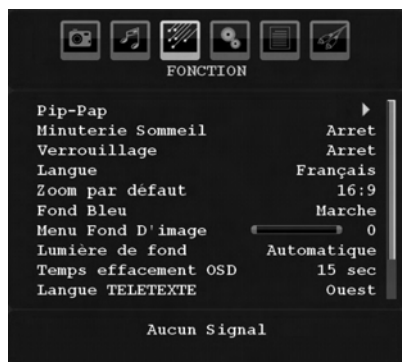 FONCTION
Pip-Pap
Minuterie Sommeil Arret
Verrouillage Arret
Langue Français
Zoom par défaut 16:9
Fond Bleu Marche
Menu Fond D'image 0
Lumière de fond Automatique
Temps effacement OSD 15 sec
Langue TELETEXTE Ouest
Aucun Signal